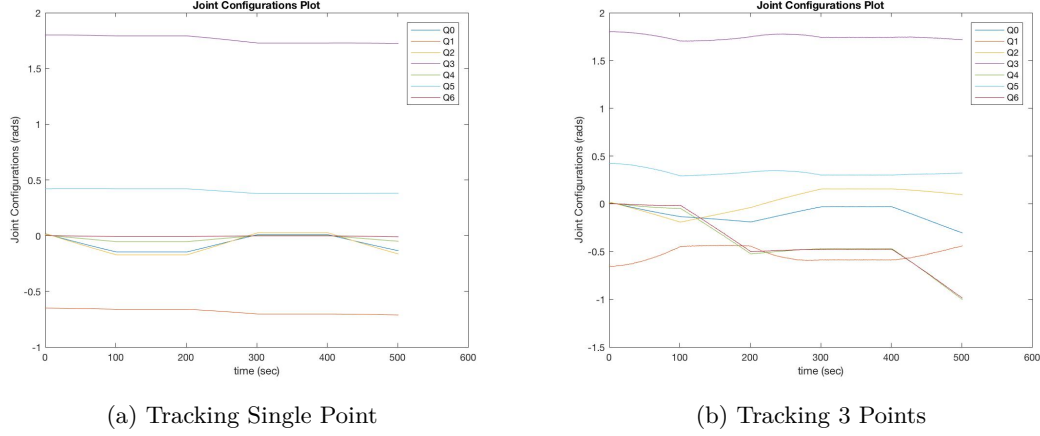 Joint Configurations Plot
2
1.5
1
0.5
0
-0.5
-1
0 100 200 300 400 500 600
Joint Configurations (rads)
time (sec)
Q0
Q1
Q2
Q3
Q4
Q5
Q6
(a) Tracking Single Point
Joint Configurations Plot
2
1.5
1
0.5
0
-0.5
-1
-1.5
0 100 200 300 400 500 600
Joint Configurations (rads)
time (sec)
Q0
Q1
Q2
Q3
Q4
Q5
Q6
(b) Tracking 3 Points